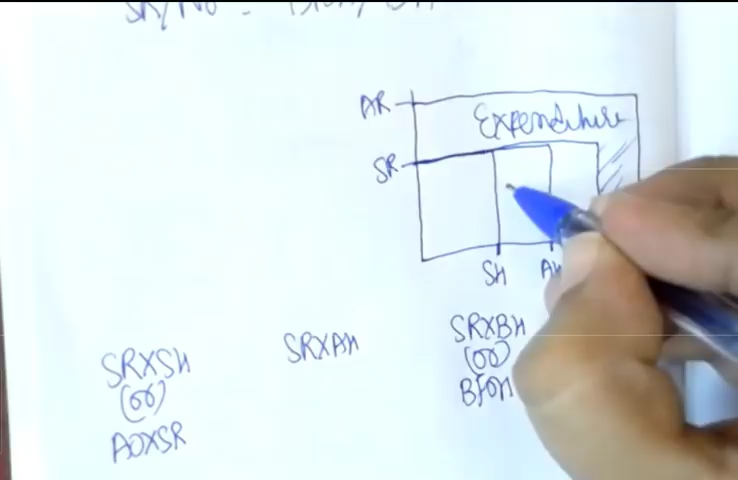 AR
Expenditure
SR
SH
SRXSH
(or)
AOXSR
SRXAH
SRXBH
(or)